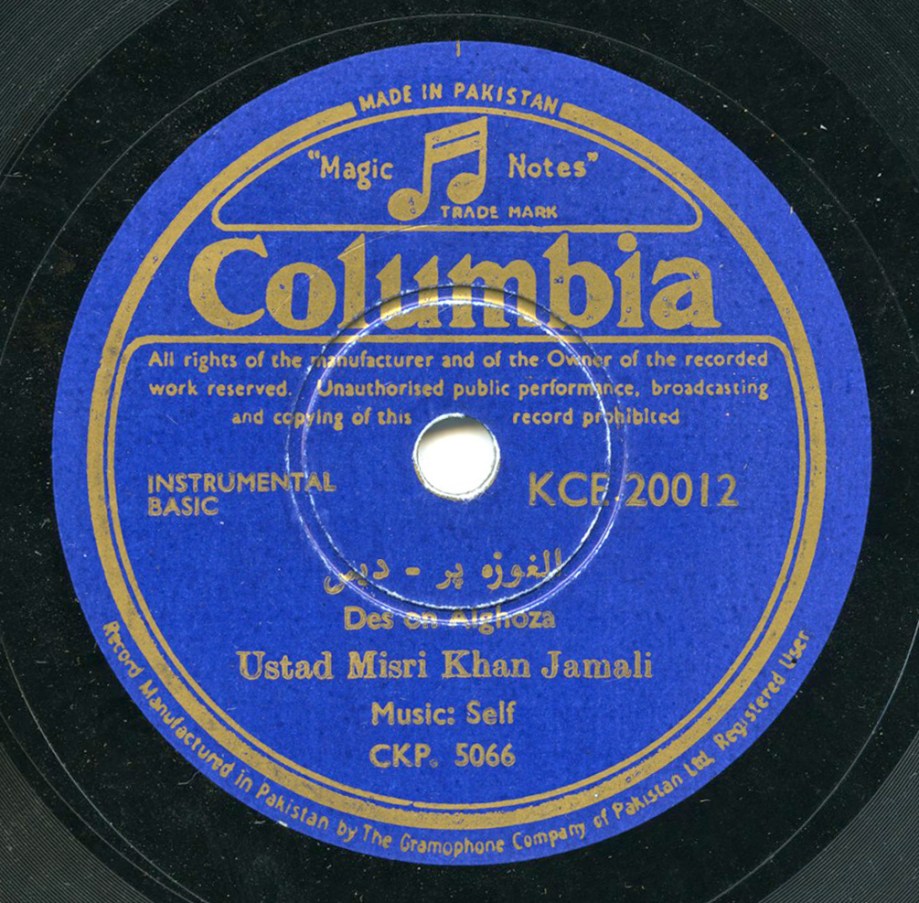 MADE IN PAKISTAN
"Magic Notes"
TRADE MARK
Columbia
All rights of the manufacturer and of the Owner of the recorded
work reserved. Unauthorised public performance, broadcasting
and copying of this record prohibited
INSTRUMENTAL
BASIC
KCE.20012
الغوزہ پر - دیس
Des on Alghoza
Ustad Misri Khan Jamali
Music: Self
CKP. 5066
Record Manufactured in Pakistan by The Gramophone Company of Pakistan Ltd. Registered User